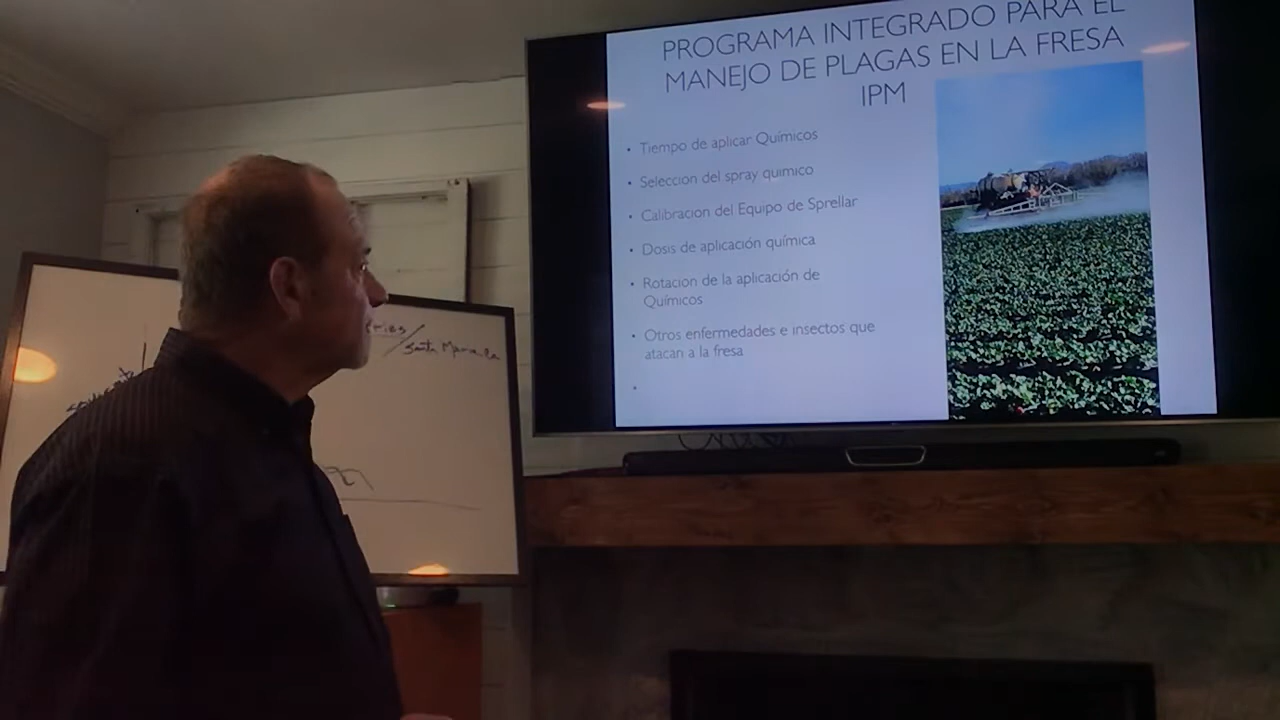 PROGRAMA INTEGRADO PARA EL
MANEJO DE PLAGAS EN LA FRESA
IPM
• Tiempo de aplicar Químicos
• Seleccion del spray quimico
• Calibracion del Equipo de Sprellar
• Dosis de aplicación química
• Rotacion de la aplicación de
Químicos
• Otros enfermedades e insectos que
atacan a la fresa
•
Santa